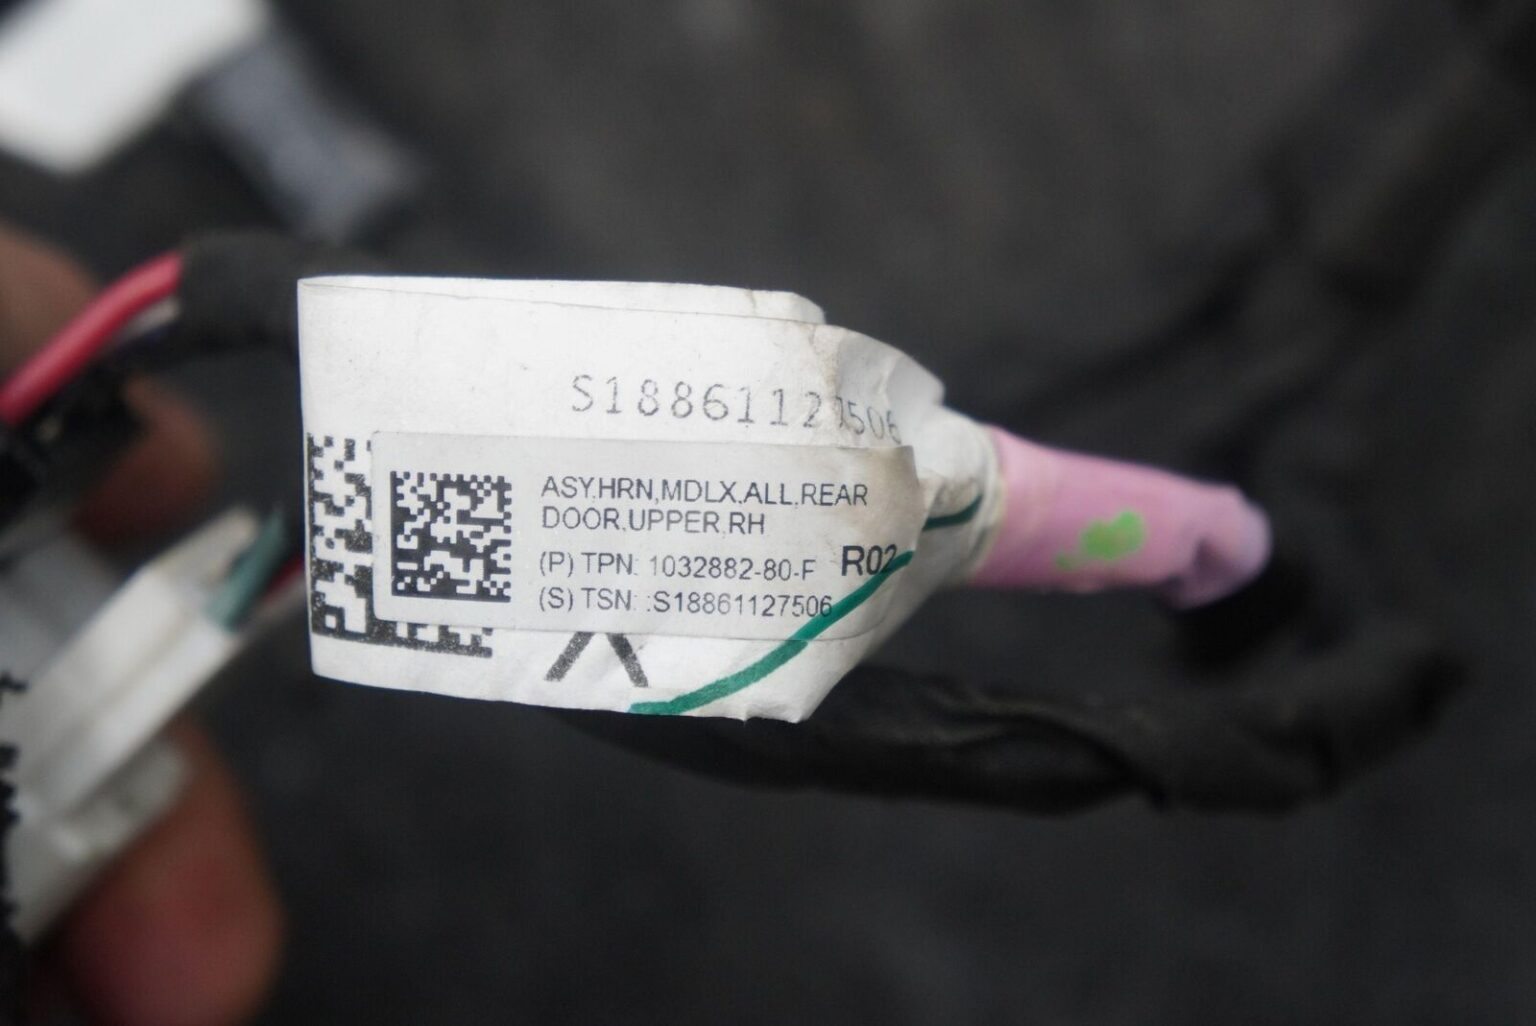 S18861127506
ASY,HRN,MDLX,ALL,REAR
DOOR,UPPER,RH
(P) TPN: 1032882-80-F R02
(S) TSN: :S18861127506